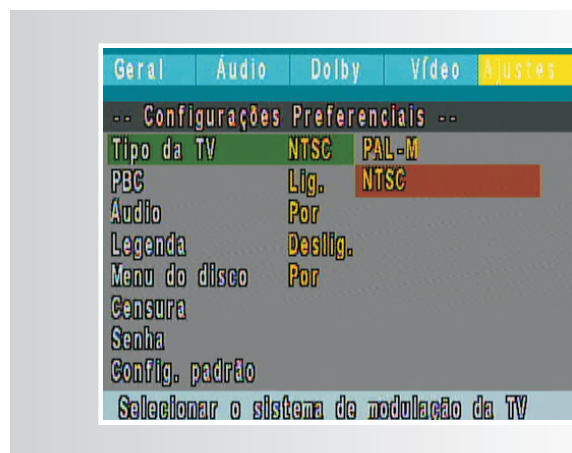 Geral Áudio Dolby Vídeo Ajustes
-- Configurações Preferenciais --
Tipo da TV NTSC PAL-M
PBC Lig. NTSC
Áudio Por
Legenda Deslig.
Menu do disco Por
Censura
Senha
Config. padrão
Selecionar o sistema de modulação da TV